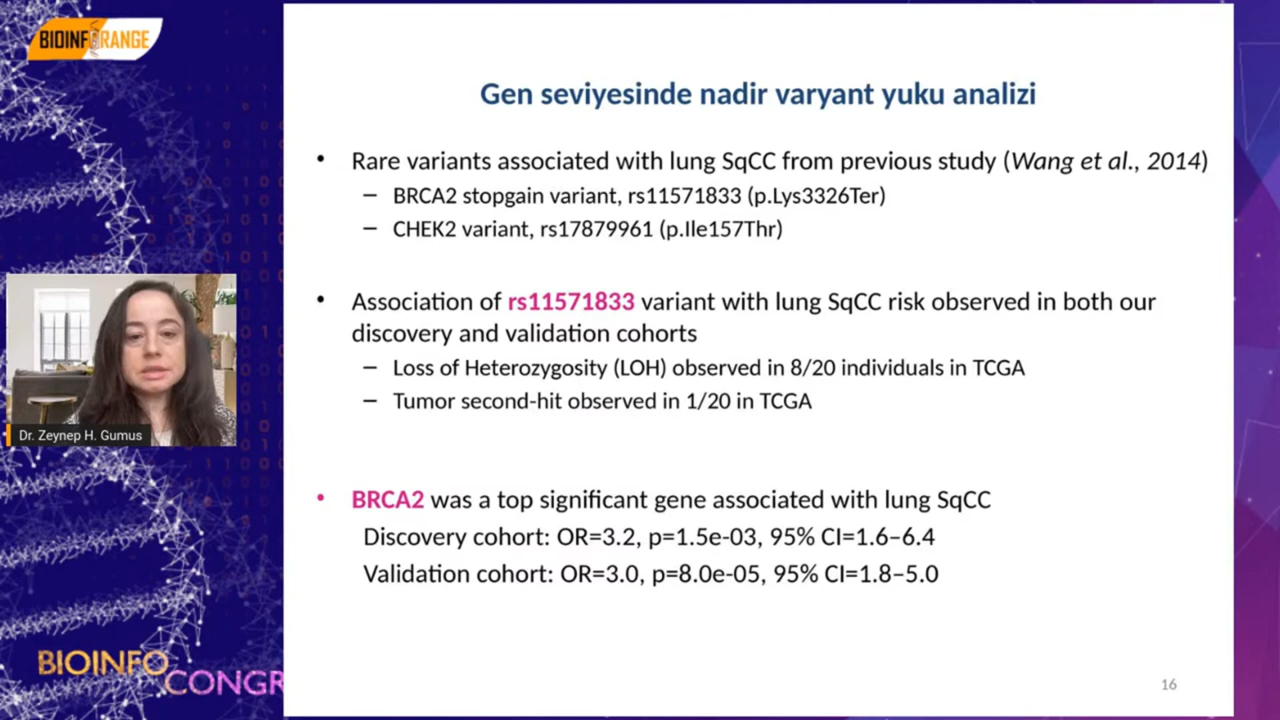 BIOINFORANGE
Gen seviyesinde nadir varyant yuku analizi
• Rare variants associated with lung SqCC from previous study (Wang et al., 2014)
– BRCA2 stopgain variant, rs11571833 (p.Lys3326Ter)
– CHEK2 variant, rs17879961 (p.Ile157Thr)
• Association of rs11571833 variant with lung SqCC risk observed in both our
discovery and validation cohorts
– Loss of Heterozygosity (LOH) observed in 8/20 individuals in TCGA
– Tumor second-hit observed in 1/20 in TCGA
• BRCA2 was a top significant gene associated with lung SqCC
Discovery cohort: OR=3.2, p=1.5e-03, 95% CI=1.6–6.4
Validation cohort: OR=3.0, p=8.0e-05, 95% CI=1.8–5.0
16
Dr. Zeynep H. Gumus
BIOINFO
CONGR